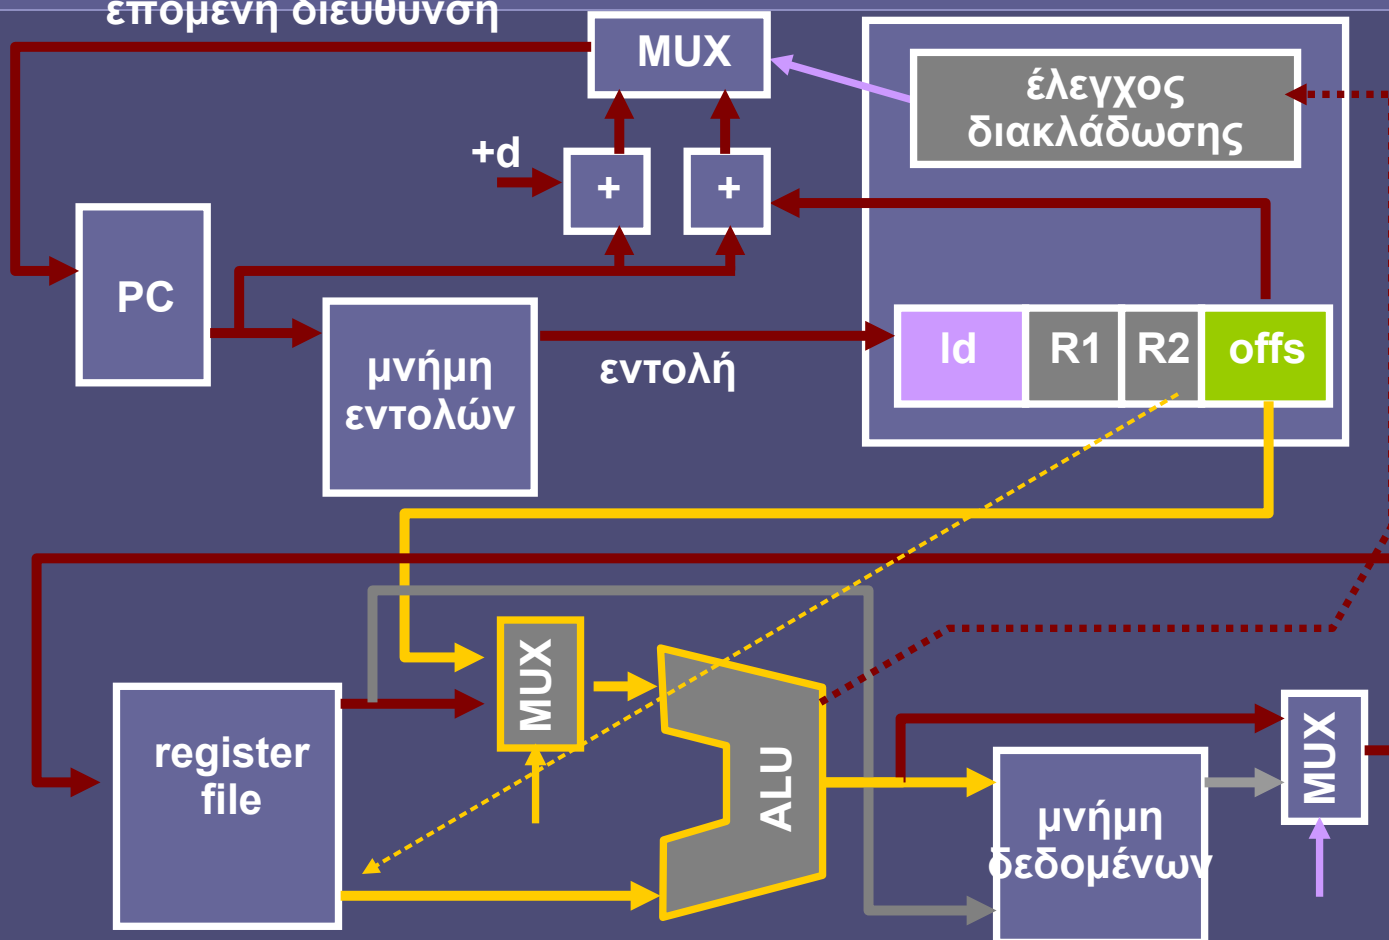 επόμενη διεύθυνση
MUX
έλεγχος
διακλάδωσης
+d
+
+
PC
ld
R1
R2
offs
μνήμη
εντολών
εντολή
MUX
register
file
ALU
MUX
μνήμη
δεδομένων